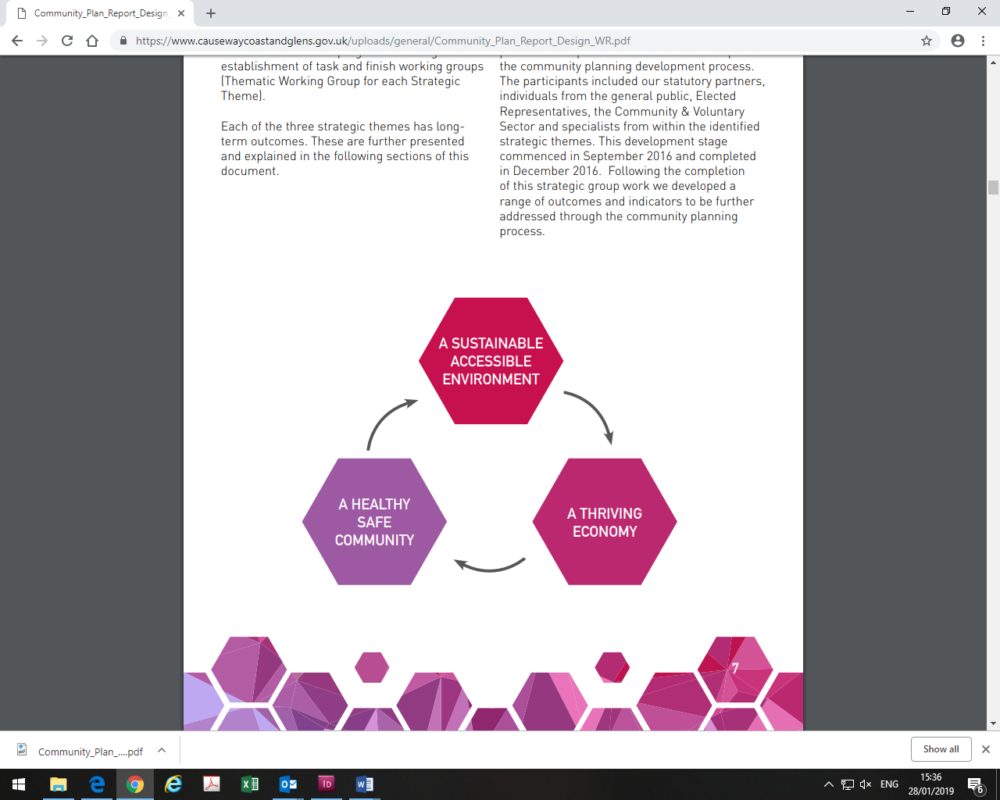 Community_Plan_Report_Design_
https://www.causewaycoastandglens.gov.uk/uploads/general/Community_Plan_Report_Design_WR.pdf
establishment of task and finish working groups
(Thematic Working Group for each Strategic
Theme).
Each of the three strategic themes has long-
term outcomes. These are further presented
and explained in the following sections of this
document.
the community planning development process.
The participants included our statutory partners,
individuals from the general public, Elected
Representatives, the Community & Voluntary
Sector and specialists from within the identified
strategic themes. This development stage
commenced in September 2016 and completed
in December 2016.  Following the completion
of this strategic group work we developed a
range of outcomes and indicators to be further
addressed through the community planning
process.
A SUSTAINABLE
ACCESSIBLE
ENVIRONMENT
A HEALTHY
SAFE
COMMUNITY
A THRIVING
ECONOMY
7
Community_Plan_....pdf
Show all
ENG
15:36
28/01/2019
6